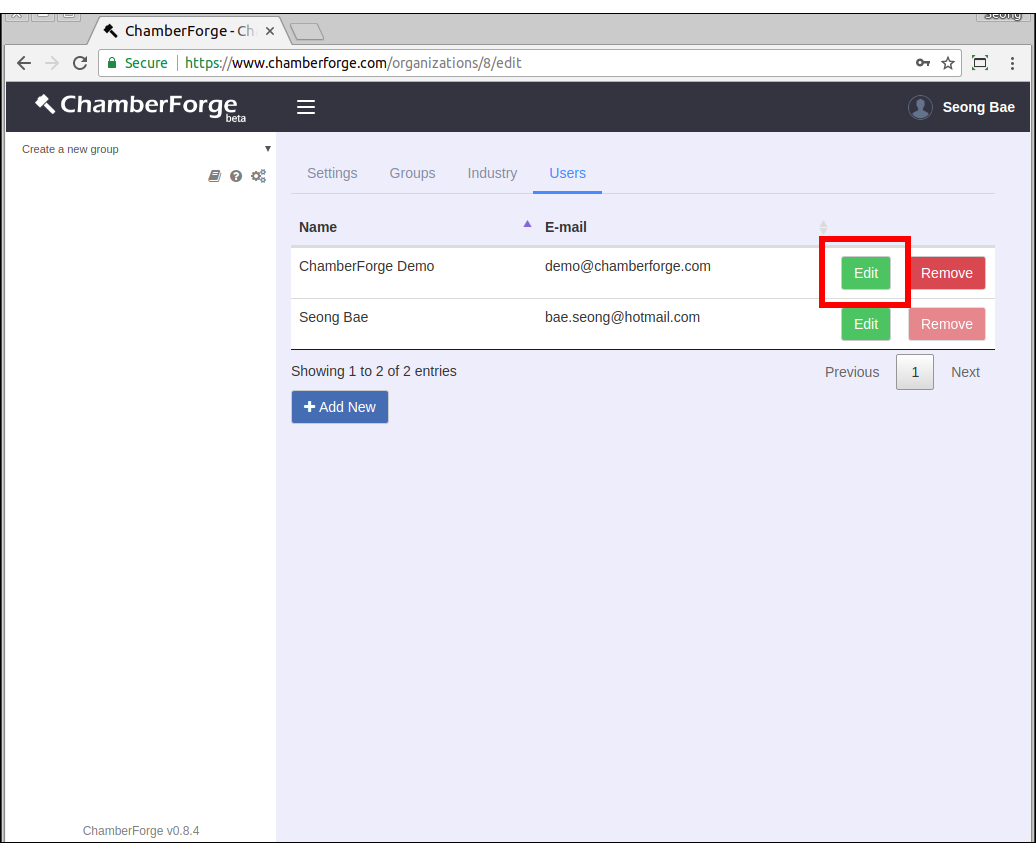 Seong
ChamberForge - Ch
Secure https://www.chamberforge.com/organizations/8/edit
ChamberForge
beta
Seong Bae
Create a new group
Settings Groups Industry Users
Name E-mail
ChamberForge Demo demo@chamberforge.com Edit Remove
Seong Bae bae.seong@hotmail.com Edit Remove
Showing 1 to 2 of 2 entries Previous 1 Next
+ Add New
ChamberForge v0.8.4